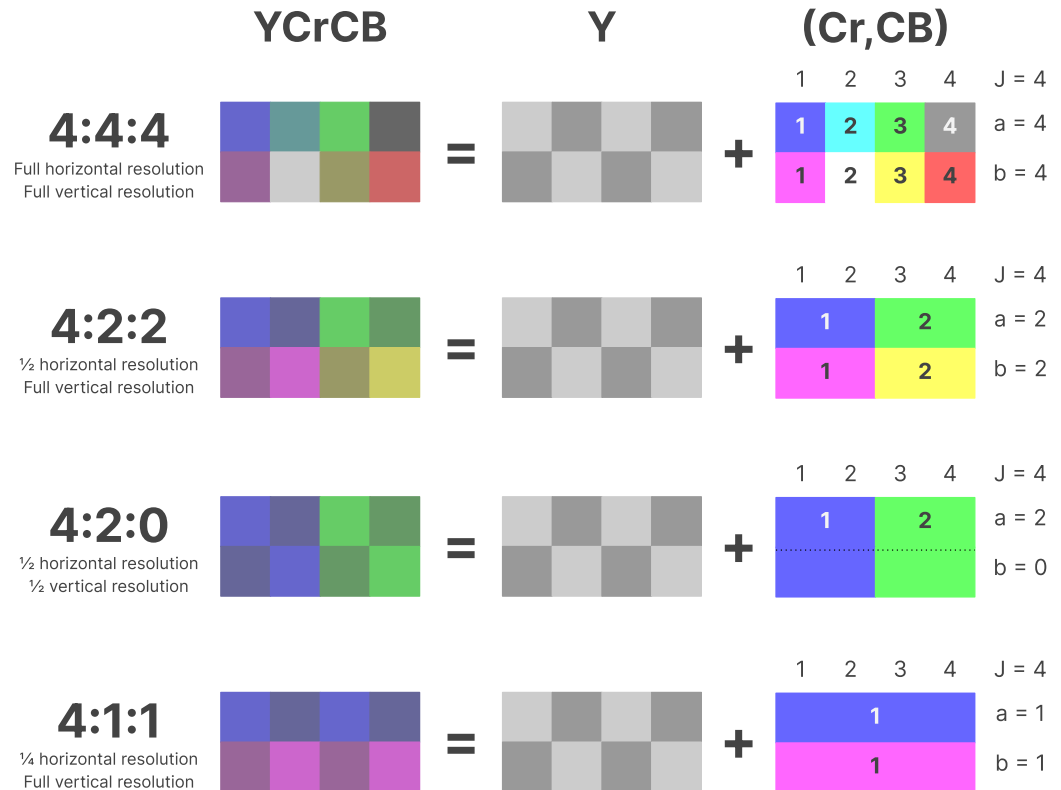 YCrCB Y (Cr,CB)
1 2 3 4 J = 4
4:4:4
Full horizontal resolution
Full vertical resolution
=
+
1 2 3 4 a = 4
1 2 3 4 b = 4
1 2 3 4 J = 4
4:2:2
½ horizontal resolution
Full vertical resolution
=
+
1 2 a = 2
1 2 b = 2
1 2 3 4 J = 4
4:2:0
½ horizontal resolution
½ vertical resolution
=
+
1 2 a = 2
b = 0
1 2 3 4 J = 4
4:1:1
¼ horizontal resolution
Full vertical resolution
=
+
1 a = 1
1 b = 1